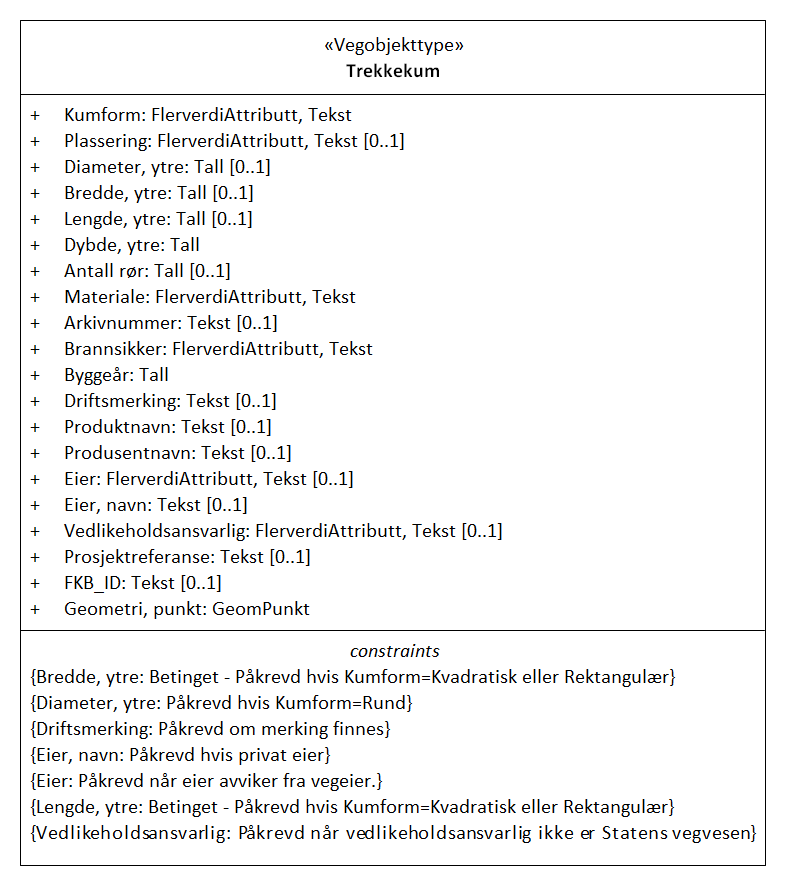 «Vegobjekttype»
Trekkekum
+ Kumform: FlerverdiAttributt, Tekst
+ Plassering: FlerverdiAttributt, Tekst [0..1]
+ Diameter, ytre: Tall [0..1]
+ Bredde, ytre: Tall [0..1]
+ Lengde, ytre: Tall [0..1]
+ Dybde, ytre: Tall
+ Antall rør: Tall [0..1]
+ Materiale: FlerverdiAttributt, Tekst
+ Arkivnummer: Tekst [0..1]
+ Brannsikker: FlerverdiAttributt, Tekst
+ Byggeår: Tall
+ Driftsmerking: Tekst [0..1]
+ Produktnavn: Tekst [0..1]
+ Produsentnavn: Tekst [0..1]
+ Eier: FlerverdiAttributt, Tekst [0..1]
+ Eier, navn: Tekst [0..1]
+ Vedlikeholdsansvarlig: FlerverdiAttributt, Tekst [0..1]
+ Prosjektreferanse: Tekst [0..1]
+ FKB_ID: Tekst [0..1]
+ Geometri, punkt: GeomPunkt
constraints
{Bredde, ytre: Betinget - Påkrevd hvis Kumform=Kvadratisk eller Rektangulær}
{Diameter, ytre: Påkrevd hvis Kumform=Rund}
{Driftsmerking: Påkrevd om merking finnes}
{Eier, navn: Påkrevd hvis privat eier}
{Eier: Påkrevd når eier avviker fra vegeier.}
{Lengde, ytre: Betinget - Påkrevd hvis Kumform=Kvadratisk eller Rektangulær}
{Vedlikeholdsansvarlig: Påkrevd når vedlikeholdsansvarlig ikke er Statens vegvesen}